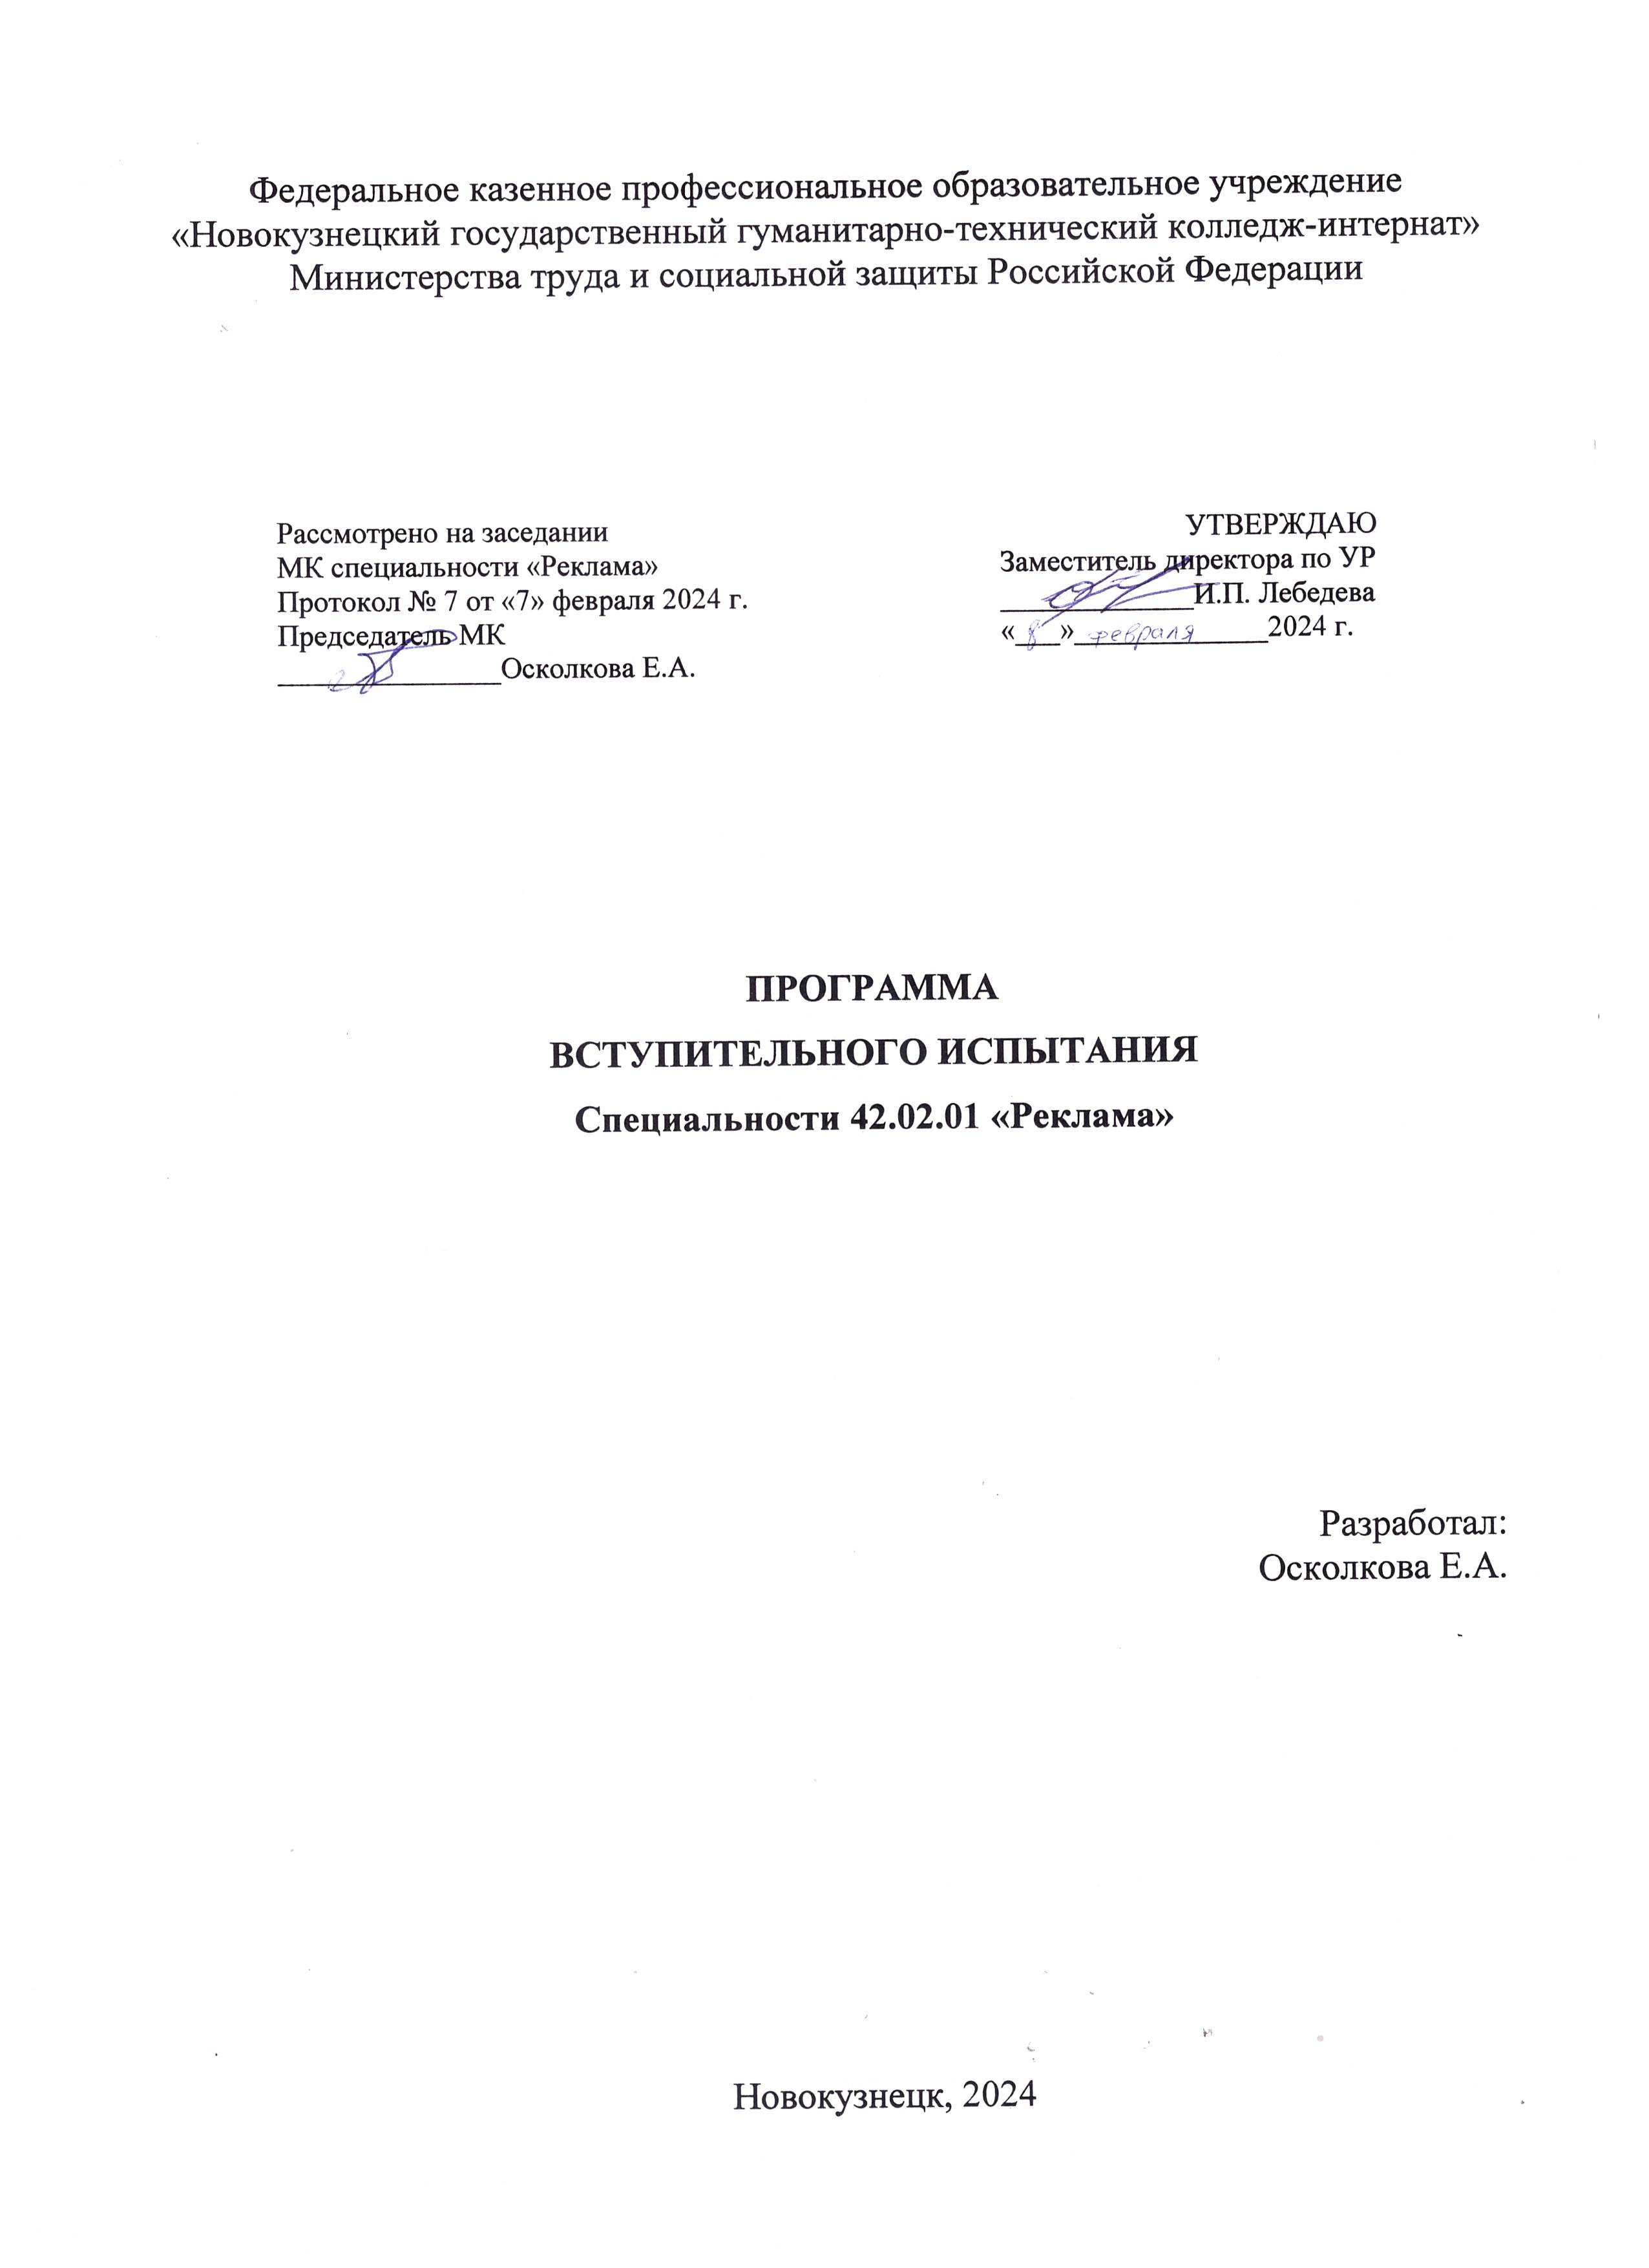 Федеральное казенное профессиональное образовательное учреждение
«Новокузнецкий государственный гуманитарно-технический колледж-интернат»
Министерства труда и социальной защиты Российской Федерации
Рассмотрено на заседании
МК специальности «Реклама»
Протокол № 7 от «7» февраля 2024 г.
Председатель МК
________________Осколкова Е.А.
УТВЕРЖДАЮ
Заместитель директора по УР
______________И.П. Лебедева
«8» февраля 2024 г.
ПРОГРАММА
ВСТУПИТЕЛЬНОГО ИСПЫТАНИЯ
Специальности 42.02.01 «Реклама»
Разработал:
Осколкова Е.А.
Новокузнецк, 2024